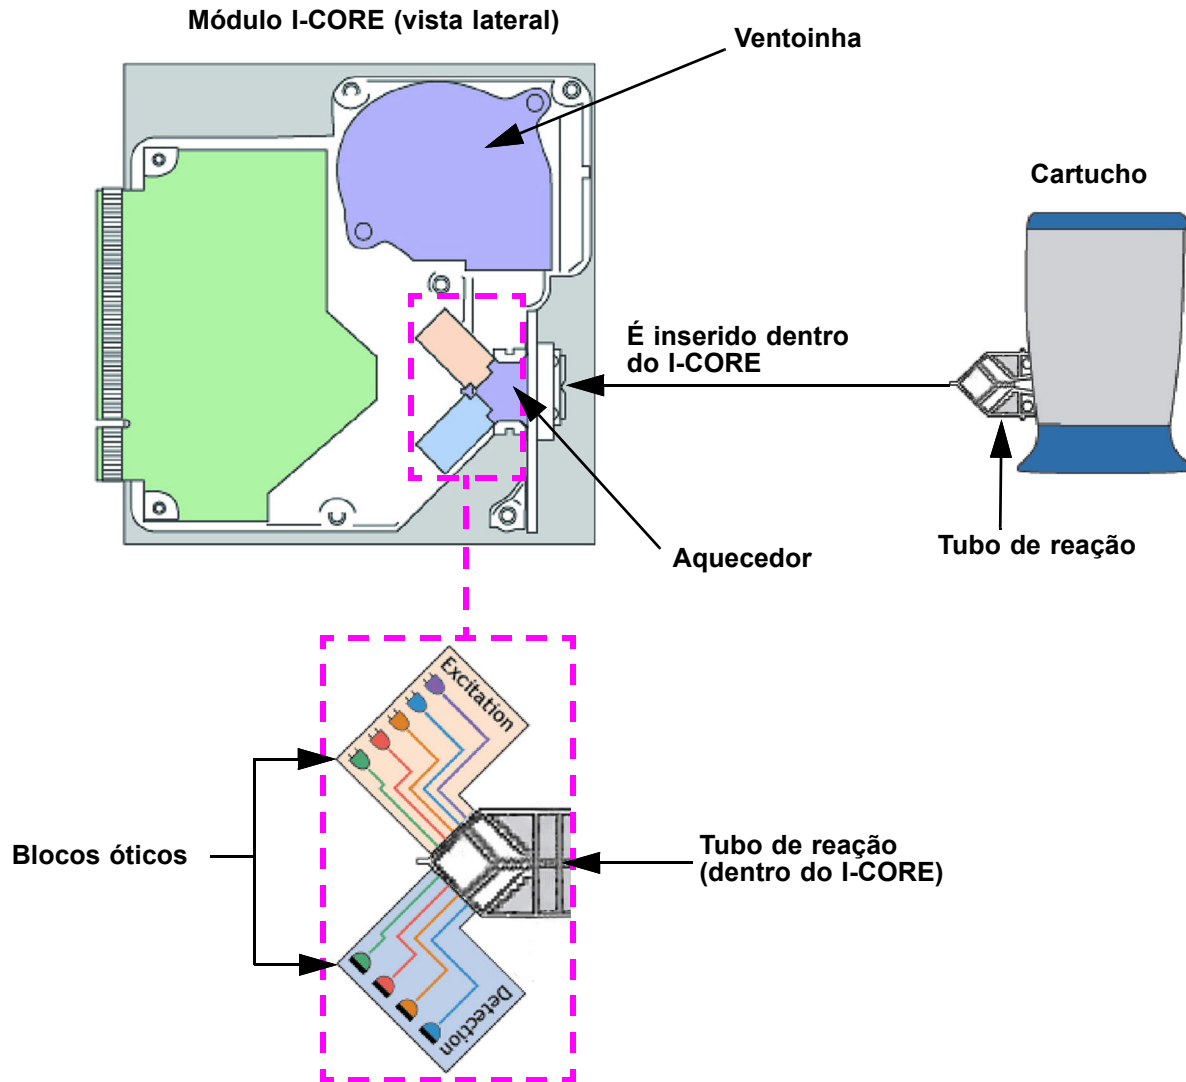 Módulo I-CORE (vista lateral)
Ventoinha
Cartucho
É inserido dentro
do I-CORE
Tubo de reação
Aquecedor
Excitation
Blocos óticos
Tubo de reação
(dentro do I-CORE)
Detection